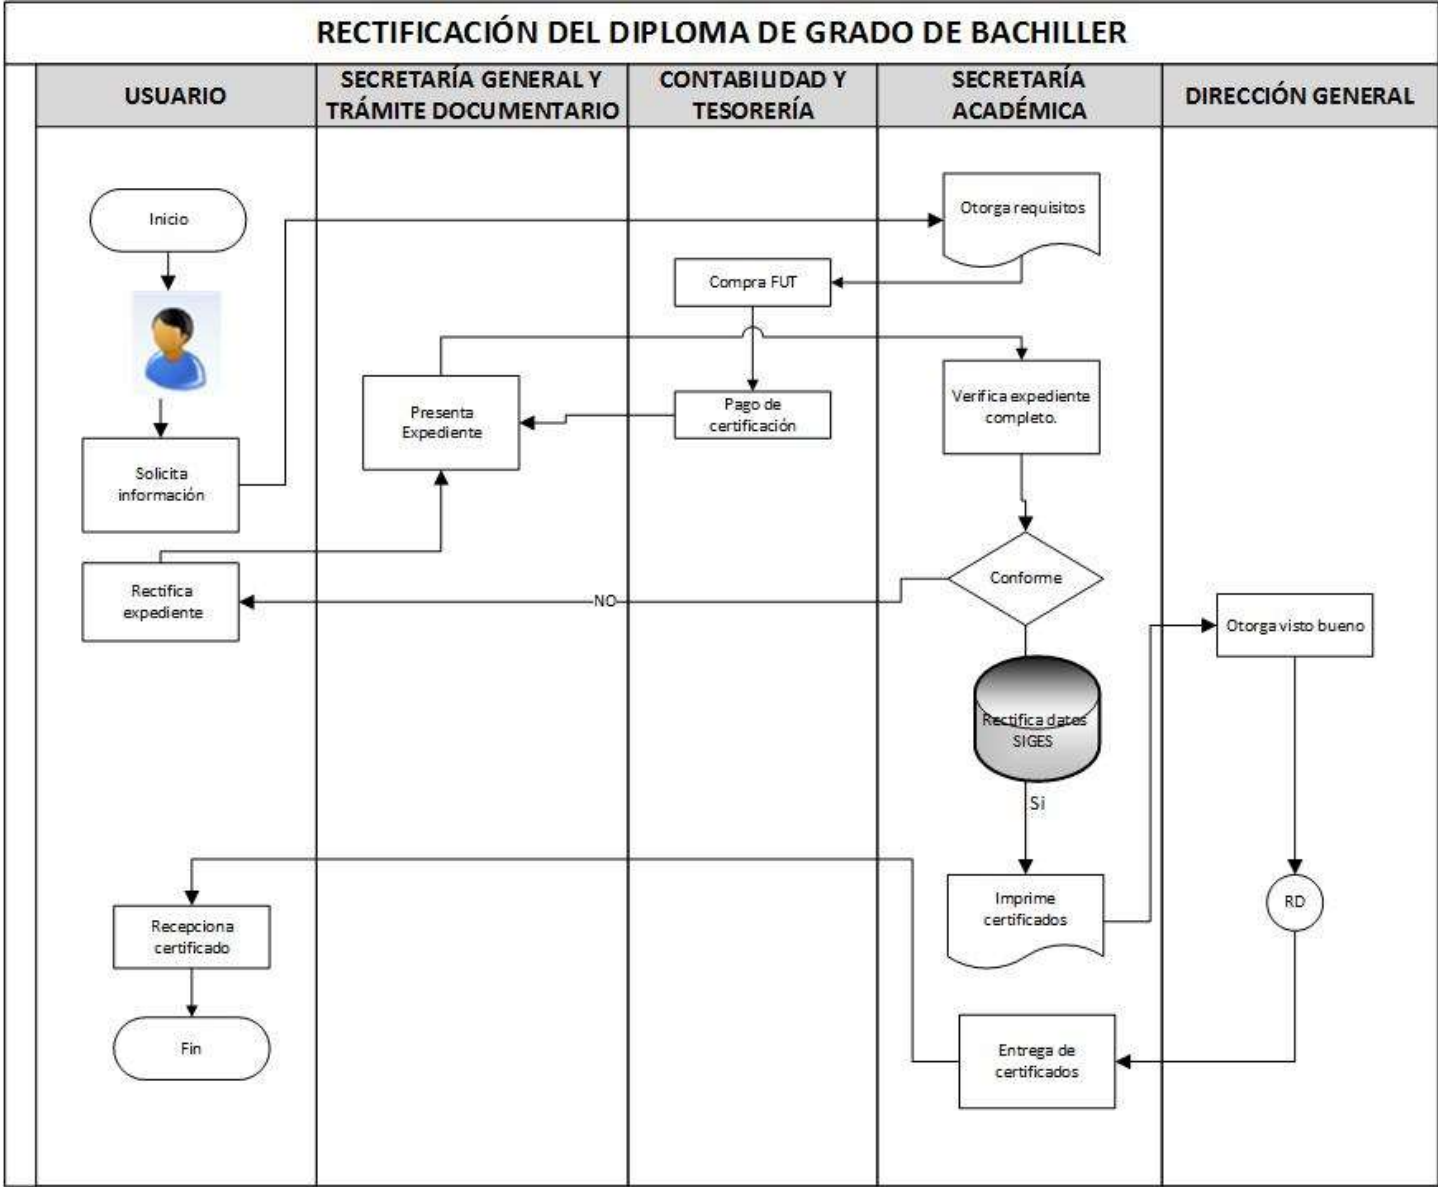 RECTIFICACIÓN DEL DIPLOMA DE GRADO DE BACHILLER
USUARIO
SECRETARÍA GENERAL Y
TRÁMITE DOCUMENTARIO
CONTABILIDAD Y
TESORERÍA
SECRETARÍA
ACADÉMICA
DIRECCIÓN GENERAL
Inicio
Otorga requisitos
Compra FUT
Presenta
Expediente
Pago de
certificación
Verifica expediente
completo.
Solicita
información
Rectifica
expediente
NO
Conforme
Otorga visto bueno
Rectifica datos
SIGES
Si
Imprime
certificados
RD
Recepciona
certificado
Fin
Entrega de
certificados